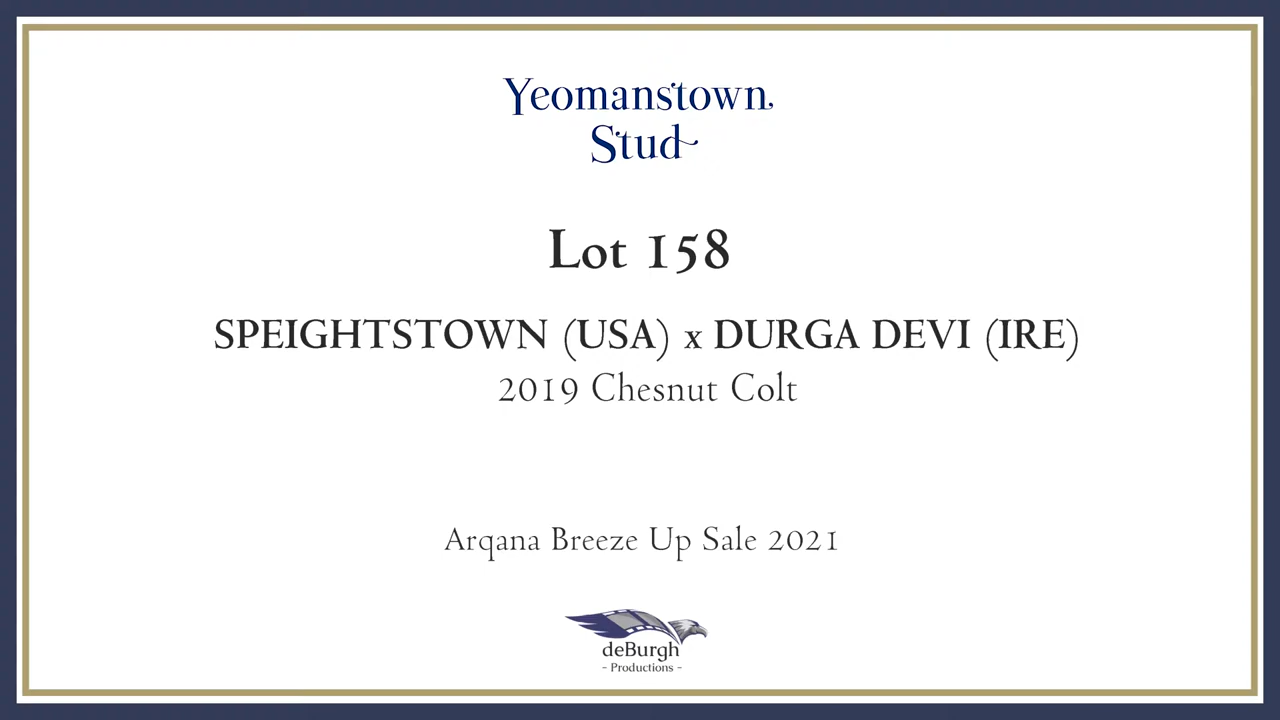 Yeomanstown
Stud
Lot 158
SPEIGHTSTOWN (USA) x DURGA DEVI (IRE)
2019 Chesnut Colt
Arqana Breeze Up Sale 2021
deBurgh
- Productions -